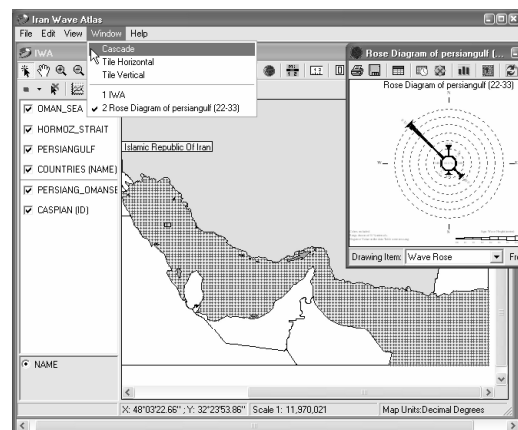 Iran Wave Atlas
File Edit View Window Help
IWA
Cascade
Tile Horizontal
Tile Vertical
1 IWA
✓ 2 Rose Diagram of persiangulf (22-33)
OMAN_SEA
HORMOZ_STRAIT
PERSIANGULF
COUNTRIES (NAME)
PERSIANG_OMANSE
CASPIAN (ID)
NAME
Islamic Republic Of Iran
Rose Diagram of persiangulf (...
Rose Diagram of persiangulf (22-33)
N
Drawing Item: Wave Rose Fre
X: 48°03'22.66" ; Y: 32°23'53.86" Scale 1: 11,970,021 Map Units:Decimal Degrees